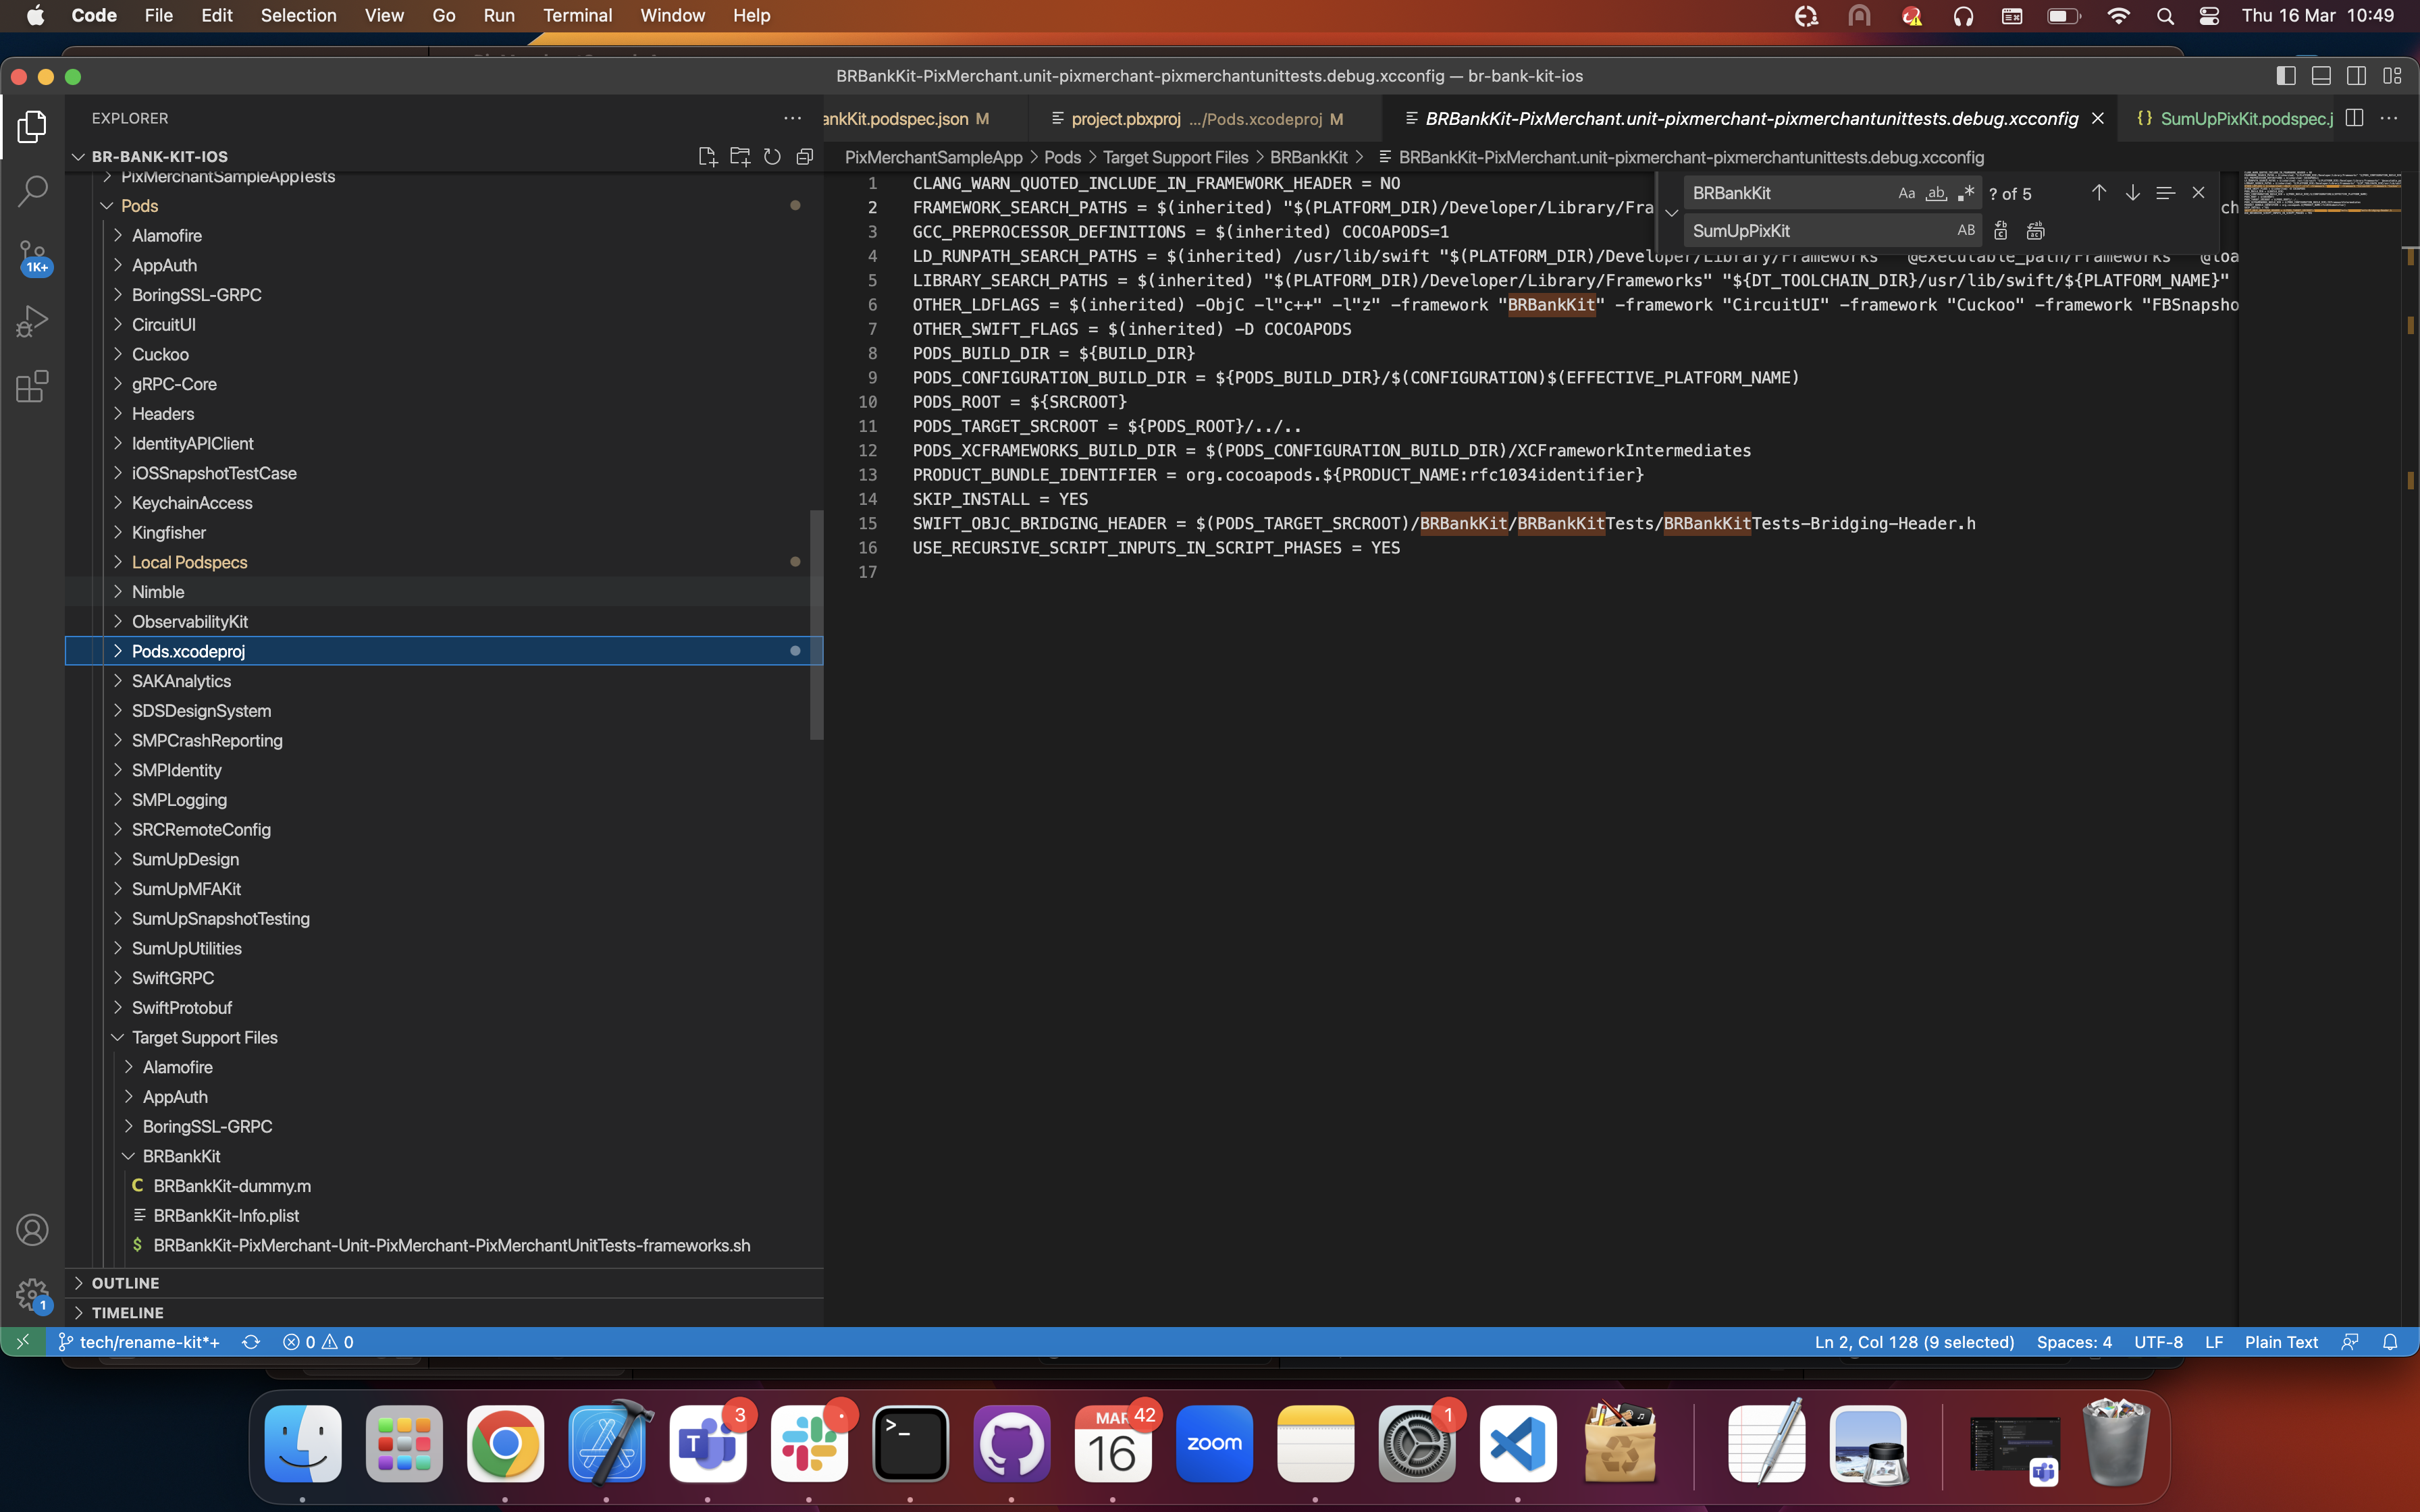 Code File Edit Selection View Go Run Terminal Window Help Thu 16 Mar 10:49
BRBankKit-PixMerchant.unit-pixmerchant-pixmerchantunittests.debug.xcconfig — br-bank-kit-ios
EXPLORER
ankKit.podspec.json M
project.pbxproj .../Pods.xcodeproj M
BRBankKit-PixMerchant.unit-pixmerchant-pixmerchantunittests.debug.xcconfig
{} SumUpPixKit.podspec.j
BR-BANK-KIT-IOS
PixMerchantSampleApp > Pods > Target Support Files > BRBankKit > BRBankKit-PixMerchant.unit-pixmerchant-pixmerchantunittests.debug.xcconfig
PixMerchantSampleAppTests
Pods
Alamofire
AppAuth
BoringSSL-GRPC
CircuitUI
Cuckoo
gRPC-Core
Headers
IdentityAPIClient
iOSSnapshotTestCase
KeychainAccess
Kingfisher
Local Podspecs
Nimble
ObservabilityKit
Pods.xcodeproj
SAKAnalytics
SDSDesignSystem
SMPCrashReporting
SMPIdentity
SMPLogging
SRCRemoteConfig
SumUpDesign
SumUpMFAKit
SumUpSnapshotTesting
SumUpUtilities
SwiftGRPC
SwiftProtobuf
Target Support Files
Alamofire
AppAuth
BoringSSL-GRPC
BRBankKit
C BRBankKit-dummy.m
BRBankKit-Info.plist
$ BRBankKit-PixMerchant-Unit-PixMerchant-PixMerchantUnitTests-frameworks.sh
OUTLINE
TIMELINE
1K+
1
BRBankKit Aa ab .* ? of 5
SumUpPixKit AB
1 CLANG_WARN_QUOTED_INCLUDE_IN_FRAMEWORK_HEADER = NO
2 FRAMEWORK_SEARCH_PATHS = $(inherited) "$(PLATFORM_DIR)/Developer/Library/Fra ch
3 GCC_PREPROCESSOR_DEFINITIONS = $(inherited) COCOAPODS=1
4 LD_RUNPATH_SEARCH_PATHS = $(inherited) /usr/lib/swift "$(PLATFORM_DIR)/Developer/Library/Frameworks" "@executable_path/Frameworks" "@loa
5 LIBRARY_SEARCH_PATHS = $(inherited) "$(PLATFORM_DIR)/Developer/Library/Frameworks" "${DT_TOOLCHAIN_DIR}/usr/lib/swift/${PLATFORM_NAME}"
6 OTHER_LDFLAGS = $(inherited) -ObjC -l"c++" -l"z" -framework "BRBankKit" -framework "CircuitUI" -framework "Cuckoo" -framework "FBSnapsho
7 OTHER_SWIFT_FLAGS = $(inherited) -D COCOAPODS
8 PODS_BUILD_DIR = ${BUILD_DIR}
9 PODS_CONFIGURATION_BUILD_DIR = ${PODS_BUILD_DIR}/$(CONFIGURATION)$(EFFECTIVE_PLATFORM_NAME)
10 PODS_ROOT = ${SRCROOT}
11 PODS_TARGET_SRCROOT = ${PODS_ROOT}/../..
12 PODS_XCFRAMEWORKS_BUILD_DIR = $(PODS_CONFIGURATION_BUILD_DIR)/XCFrameworkIntermediates
13 PRODUCT_BUNDLE_IDENTIFIER = org.cocoapods.${PRODUCT_NAME:rfc1034identifier}
14 SKIP_INSTALL = YES
15 SWIFT_OBJC_BRIDGING_HEADER = $(PODS_TARGET_SRCROOT)/BRBankKit/BRBankKitTests/BRBankKitTests-Bridging-Header.h
16 USE_RECURSIVE_SCRIPT_INPUTS_IN_SCRIPT_PHASES = YES
17
tech/rename-kit*+ 0 0 Ln 2, Col 128 (9 selected) Spaces: 4 UTF-8 LF Plain Text
3
T
>_
MAR 42
16
zoom
1